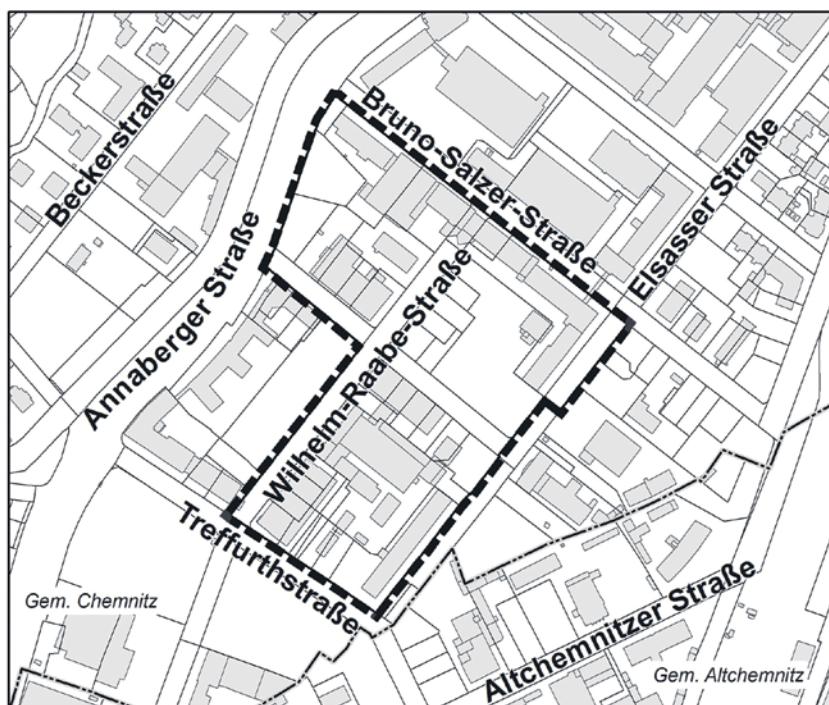 Beckerstraße
Bruno-Salzer-Straße
Elsasser Straße
Annaberger Straße
Wilhelm-Raabe-Straße
Treffurthstraße
Gem. Chemnitz
Altchemnitzer Straße
Gem. Altchemnitz